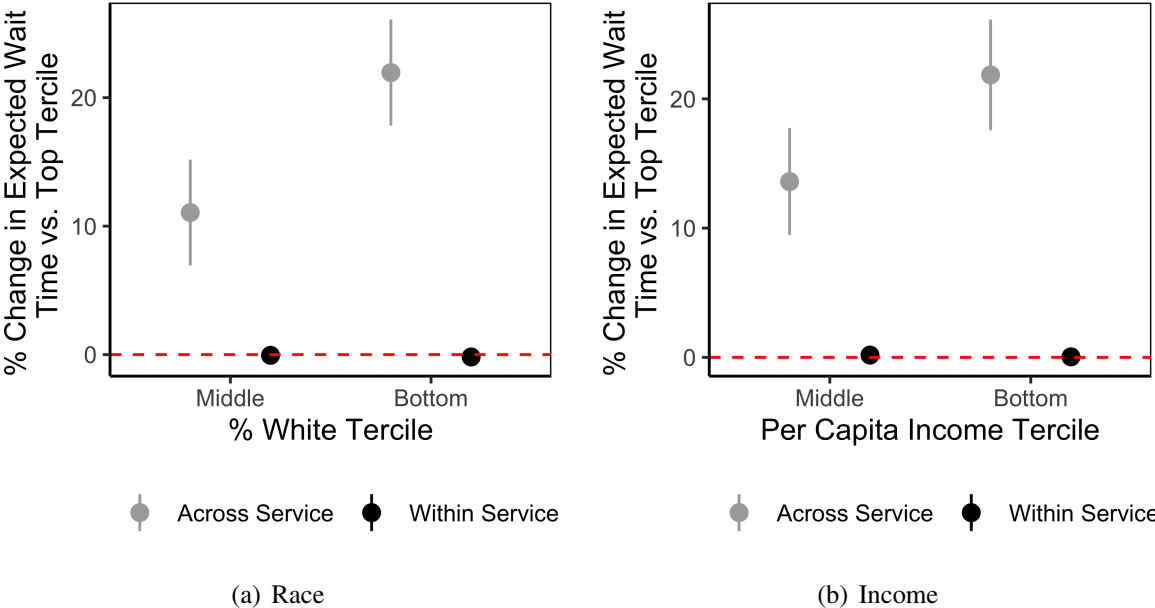 % Change in Expected Wait
Time vs. Top Tercile
20
10
0
Middle
Bottom
% White Tercile
Across Service
Within Service
(a) Race
% Change in Expected Wait
Time vs. Top Tercile
20
10
0
Middle
Bottom
Per Capita Income Tercile
Across Service
Within Service
(b) Income